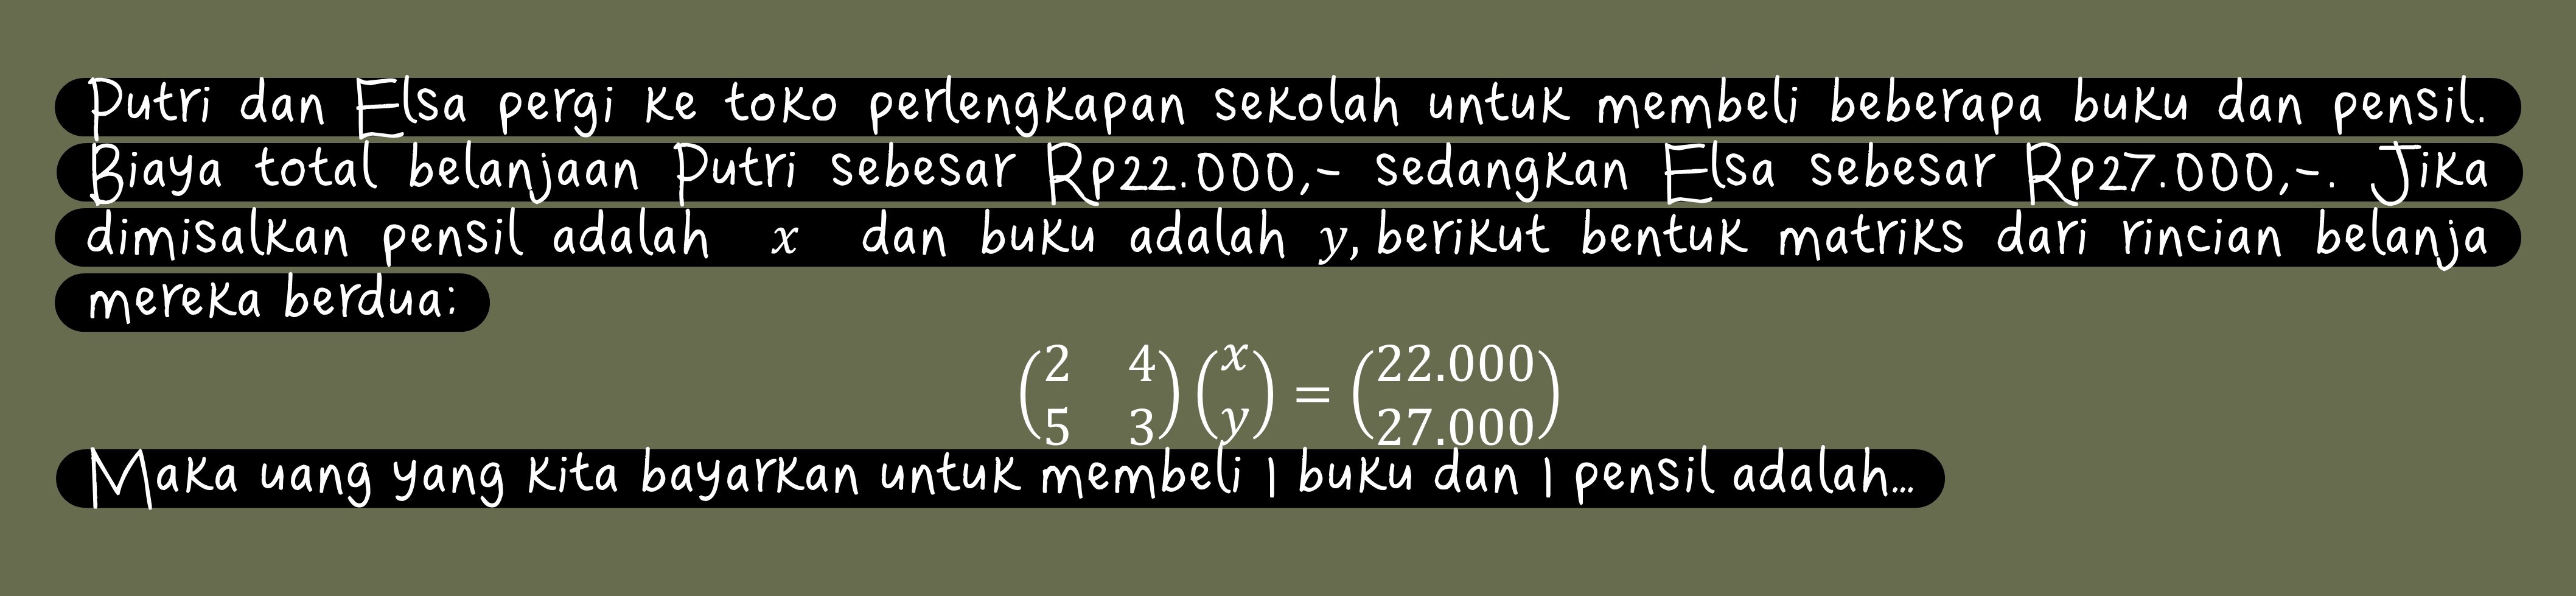 Putri dan Elsa pergi ke toko perlengkapan sekolah untuk membeli beberapa buku dan pensil.
Biaya total belanjaan Putri sebesar Rp22.000,- sedangkan Elsa sebesar Rp27.000,-. Jika
dimisalkan pensil adalah x dan buku adalah y, berikut bentuk matriks dari rincian belanja
mereka berdua:
(2 4) (x) = (22.000)
(5 3) (y) (27.000)
Maka uang yang kita bayarkan untuk membeli 1 buku dan 1 pensil adalah...